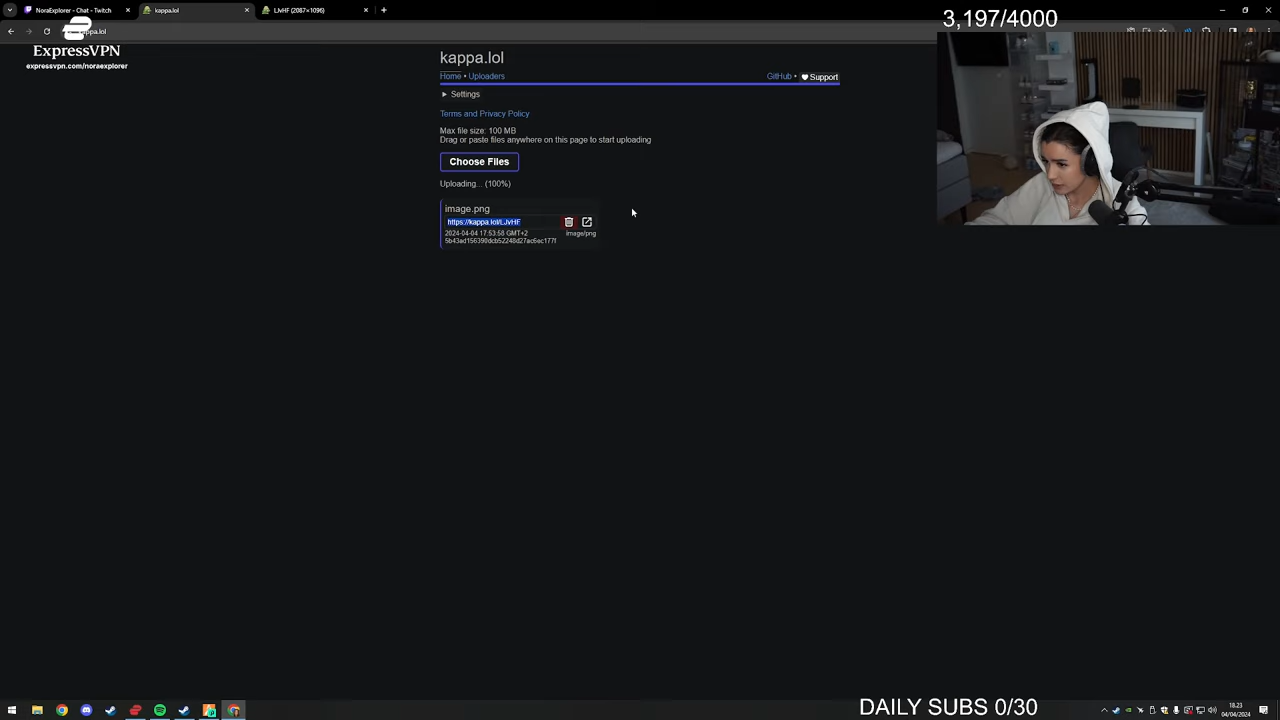 NoraExplorer - Chat - Twitch
kappa.lol
LJvHF (2087×1096)
3,197/4000
ExpressVPN
expressvpn.com/noraexplorer
kappa.lol
Home • Uploaders
GitHub • Support
Settings
Terms and Privacy Policy
Max file size: 100 MB
Drag or paste files anywhere on this page to start uploading
Choose Files
Uploading... (100%)
image.png
https://kappa.lol/LJvHF
2024-04-04 17:53:58 GMT+2
image/png
DAILY SUBS 0/30
18.23
04/04/2024